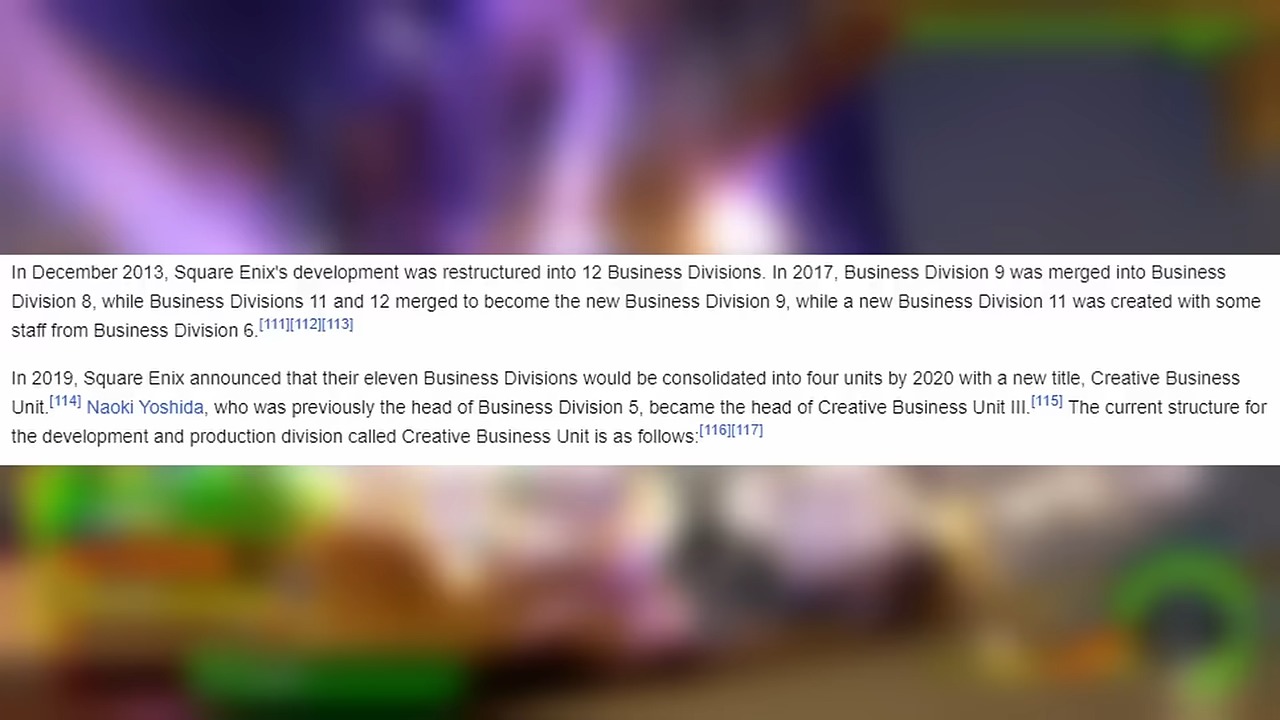 In December 2013, Square Enix's development was restructured into 12 Business Divisions. In 2017, Business Division 9 was merged into Business
Division 8, while Business Divisions 11 and 12 merged to become the new Business Division 9, while a new Business Division 11 was created with some
staff from Business Division 6.[111][112][113]
In 2019, Square Enix announced that their eleven Business Divisions would be consolidated into four units by 2020 with a new title, Creative Business
Unit.[114] Naoki Yoshida, who was previously the head of Business Division 5, became the head of Creative Business Unit III.[115] The current structure for
the development and production division called Creative Business Unit is as follows:[116][117]